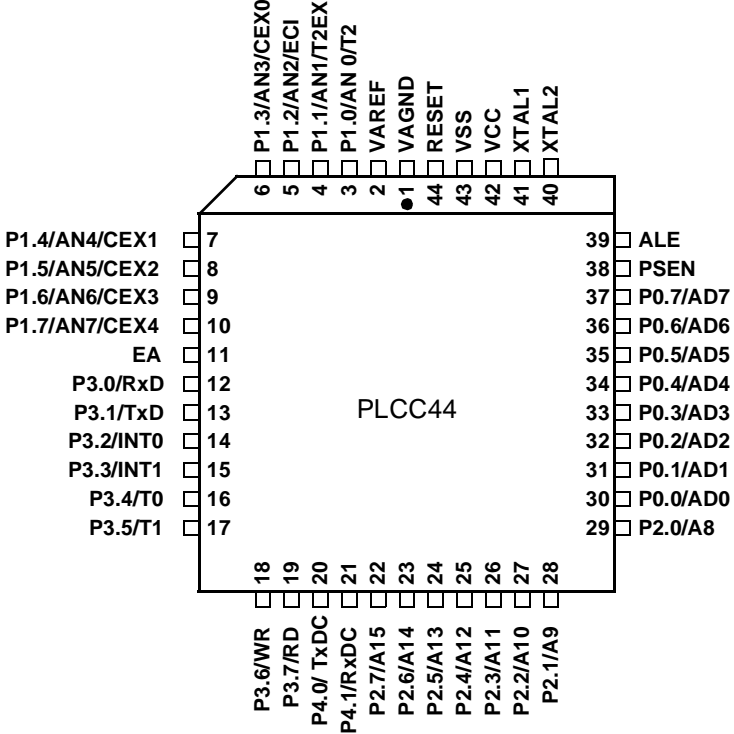 P1.3/AN3/CEX0
P1.2/AN2/ECI
P1.1/AN1/T2EX
P1.0/AN 0/T2
VAREF
VAGND
RESET
VSS
VCC
XTAL1
XTAL2
6 5 4 3 2 1 44 43 42 41 40
P1.4/AN4/CEX1 7 39 ALE
P1.5/AN5/CEX2 8 38 PSEN
P1.6/AN6/CEX3 9 37 P0.7/AD7
P1.7/AN7/CEX4 10 36 P0.6/AD6
EA 11 35 P0.5/AD5
P3.0/RxD 12 34 P0.4/AD4
P3.1/TxD 13 PLCC44 33 P0.3/AD3
P3.2/INT0 14 32 P0.2/AD2
P3.3/INT1 15 31 P0.1/AD1
P3.4/T0 16 30 P0.0/AD0
P3.5/T1 17 29 P2.0/A8
18 19 20 21 22 23 24 25 26 27 28
P3.6/WR
P3.7/RD
P4.0/ TxDC
P4.1/RxDC
P2.7/A15
P2.6/A14
P2.5/A13
P2.4/A12
P2.3/A11
P2.2/A10
P2.1/A9